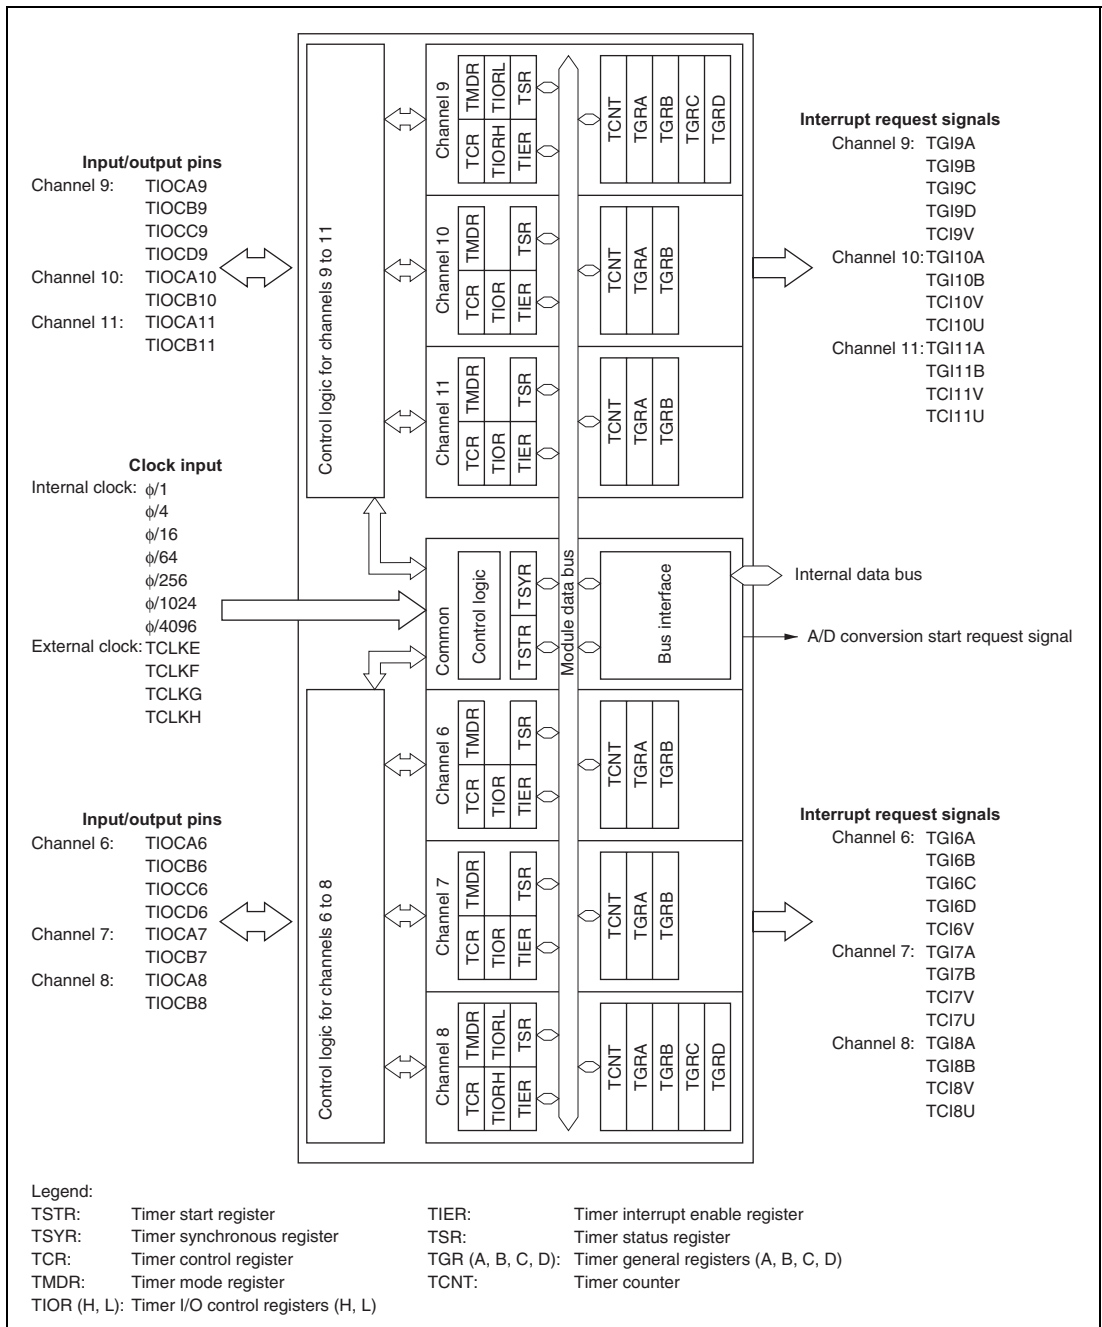 Input/output pins
Channel 9: TIOCA9
TIOCB9
TIOCC9
TIOCD9
Channel 10: TIOCA10
TIOCB10
Channel 11: TIOCA11
TIOCB11
Clock input
Internal clock: ϕ/1
ϕ/4
ϕ/16
ϕ/64
ϕ/256
ϕ/1024
ϕ/4096
External clock: TCLKE
TCLKF
TCLKG
TCLKH
Input/output pins
Channel 6: TIOCA6
TIOCB6
TIOCC6
TIOCD6
Channel 7: TIOCA7
TIOCB7
Channel 8: TIOCA8
TIOCB8
Control logic for channels 9 to 11
Control logic for channels 6 to 8
Channel 9
TCR TMDR
TIORH TIORL
TIER TSR
TCNT
TGRA
TGRB
TGRC
TGRD
Channel 10
TCR TMDR
TIOR
TIER TSR
TCNT
TGRA
TGRB
Channel 11
TCR TMDR
TIOR
TIER TSR
TCNT
TGRA
TGRB
Common
Control logic
TSTR TSYR
Module data bus
Bus interface
Channel 6
TCR TMDR
TIOR
TIER TSR
TCNT
TGRA
TGRB
Channel 7
TCR TMDR
TIOR
TIER TSR
TCNT
TGRA
TGRB
Channel 8
TCR TMDR
TIORH TIORL
TIER TSR
TCNT
TGRA
TGRB
TGRC
TGRD
Interrupt request signals
Channel 9: TGI9A
TGI9B
TGI9C
TGI9D
TCI9V
Channel 10: TGI10A
TGI10B
TCI10V
TCI10U
Channel 11: TGI11A
TGI11B
TCI11V
TCI11U
Internal data bus
A/D conversion start request signal
Interrupt request signals
Channel 6: TGI6A
TGI6B
TGI6C
TGI6D
TCI6V
Channel 7: TGI7A
TGI7B
TCI7V
TCI7U
Channel 8: TGI8A
TGI8B
TCI8V
TCI8U
Legend:
TSTR: Timer start register
TSYR: Timer synchronous register
TCR: Timer control register
TMDR: Timer mode register
TIOR (H, L): Timer I/O control registers (H, L)
TIER: Timer interrupt enable register
TSR: Timer status register
TGR (A, B, C, D): Timer general registers (A, B, C, D)
TCNT: Timer counter